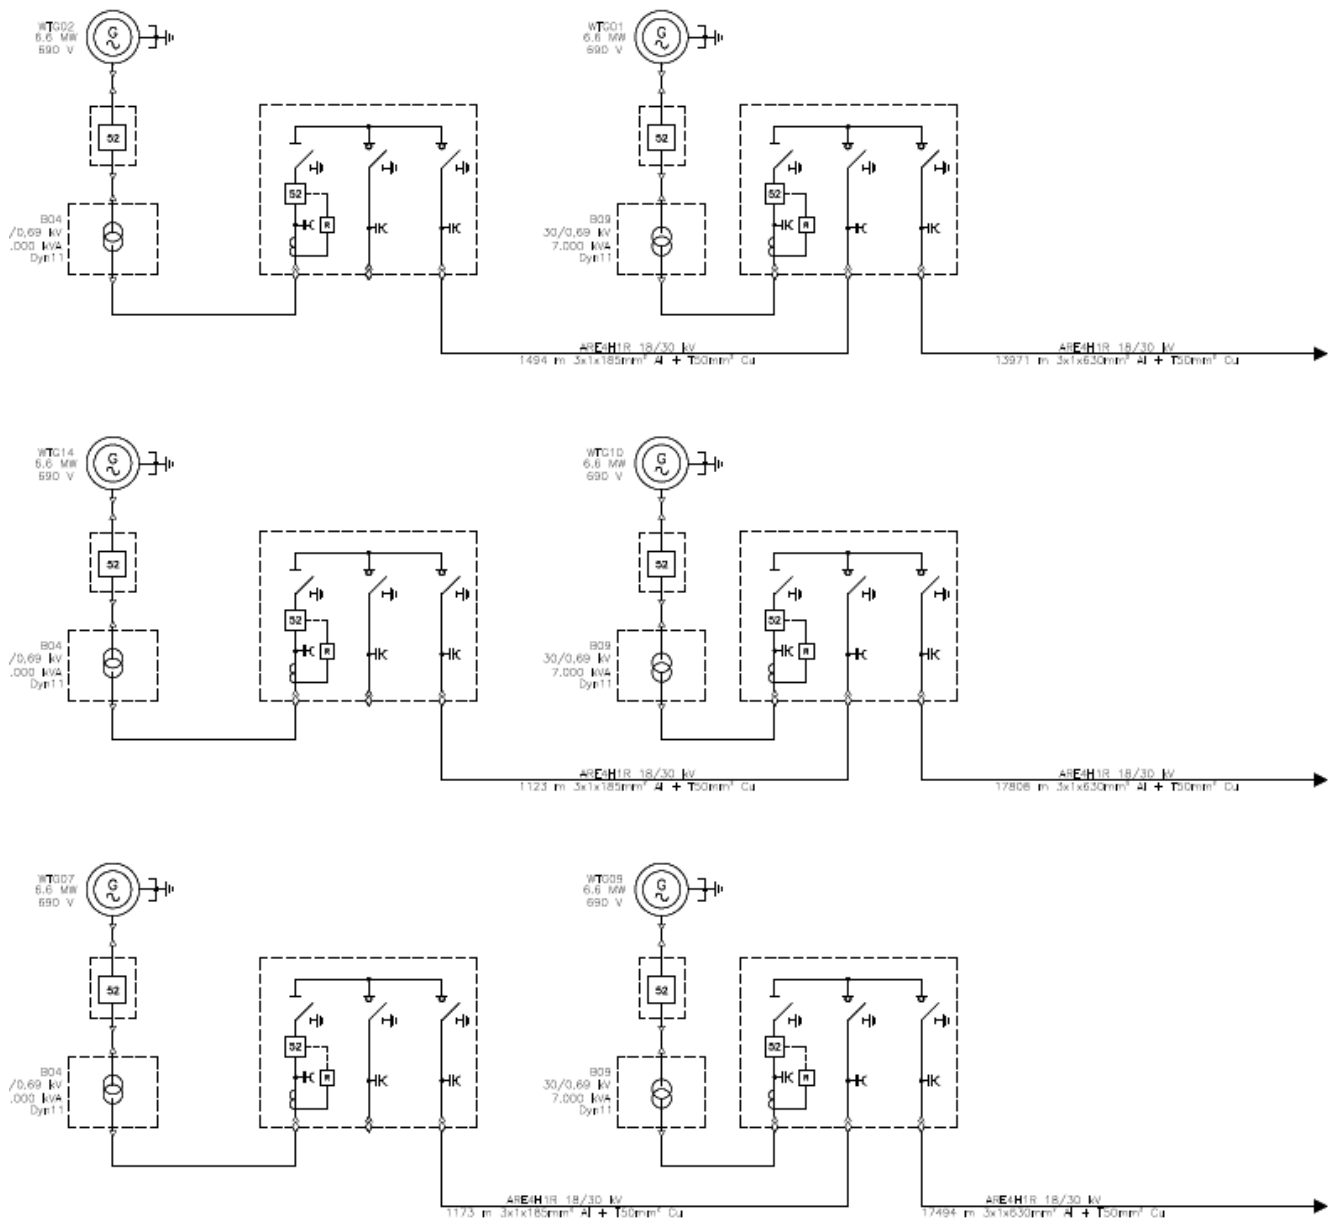 WTG02
6.6 MW
690 V
G
52
B04
/0,69 kV
.000 kVA
Dyn11
52
R
WTG01
6.6 MW
690 V
G
52
B09
30/0,69 kV
7.000 kVA
Dyn11
52
R
ARE4H1R 18/30 kV
1494 m 3x1x185mm² Al + T50mm² Cu
ARE4H1R 18/30 kV
13971 m 3x1x630mm² Al + T50mm² Cu
WTG14
6.6 MW
690 V
G
52
B04
/0,69 kV
.000 kVA
Dyn11
52
R
WTG10
6.6 MW
690 V
G
52
B09
30/0,69 kV
7.000 kVA
Dyn11
52
R
ARE4H1R 18/30 kV
1123 m 3x1x185mm² Al + T50mm² Cu
ARE4H1R 18/30 kV
17808 m 3x1x630mm² Al + T50mm² Cu
WTG07
6.6 MW
690 V
G
52
B04
/0,69 kV
.000 kVA
Dyn11
52
R
WTG09
6.6 MW
690 V
G
52
B09
30/0,69 kV
7.000 kVA
Dyn11
52
R
ARE4H1R 18/30 kV
1173 m 3x1x185mm² Al + T50mm² Cu
ARE4H1R 18/30 kV
17494 m 3x1x630mm² Al + T50mm² Cu